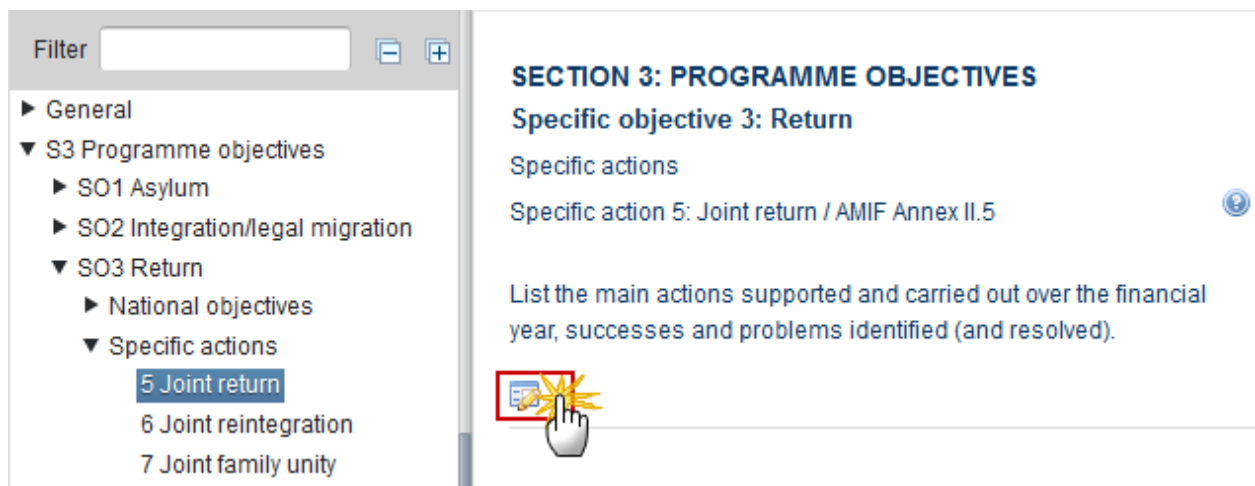 Filter
General
S3 Programme objectives
SO1 Asylum
SO2 Integration/legal migration
SO3 Return
National objectives
Specific actions
5 Joint return
6 Joint reintegration
7 Joint family unity
SECTION 3: PROGRAMME OBJECTIVES
Specific objective 3: Return
Specific actions
Specific action 5: Joint return / AMIF Annex II.5
List the main actions supported and carried out over the financial
year, successes and problems identified (and resolved).